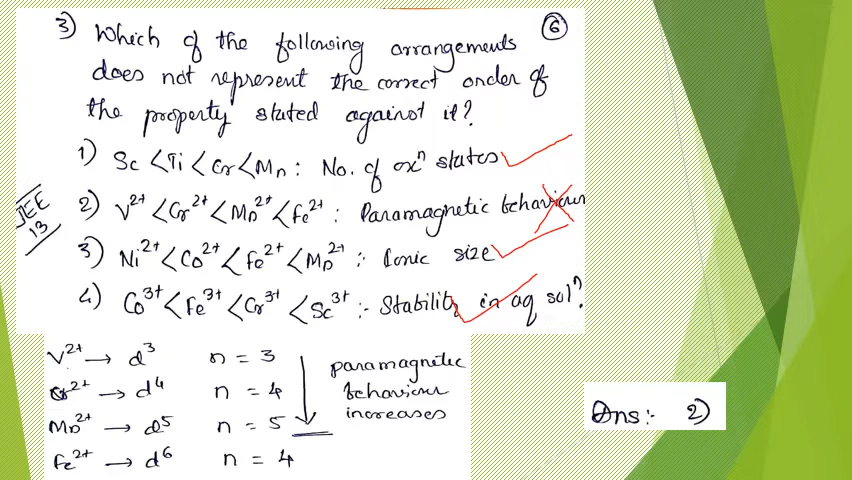 3) Which of the following arrangements ⑥
does not represent the correct order of
the property stated against it?
1) Sc < Ti < Cr < Mn : No. of oxⁿ states
JEE 13
2) V²⁺ < Cr²⁺ < Mn²⁺ < Fe²⁺ : Paramagnetic behaviour
3) Ni²⁺ < Co²⁺ < Fe²⁺ < Mn²⁺ :- Ionic size
4) Co³⁺ < Fe³⁺ < Cr³⁺ < Sc³⁺ :- Stability in aq solⁿ?
V²⁺ → d³ n = 3
Cr²⁺ → d⁴ n = 4
Mn²⁺ → d⁵ n = 5
Fe²⁺ → d⁶ n = 4
paramagnetic
behaviour
increases
Ans:- 2)